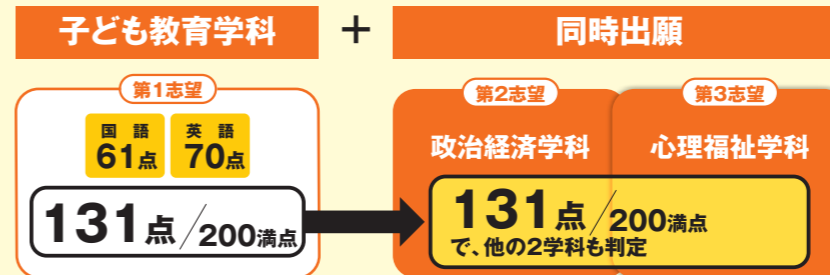 子ども教育学科
+
同時出願
第1志望
国語
61点
英語
70点
131点/200満点
第2志望
政治経済学科
第3志望
心理福祉学科
131点/200満点
で、他の2学科も判定